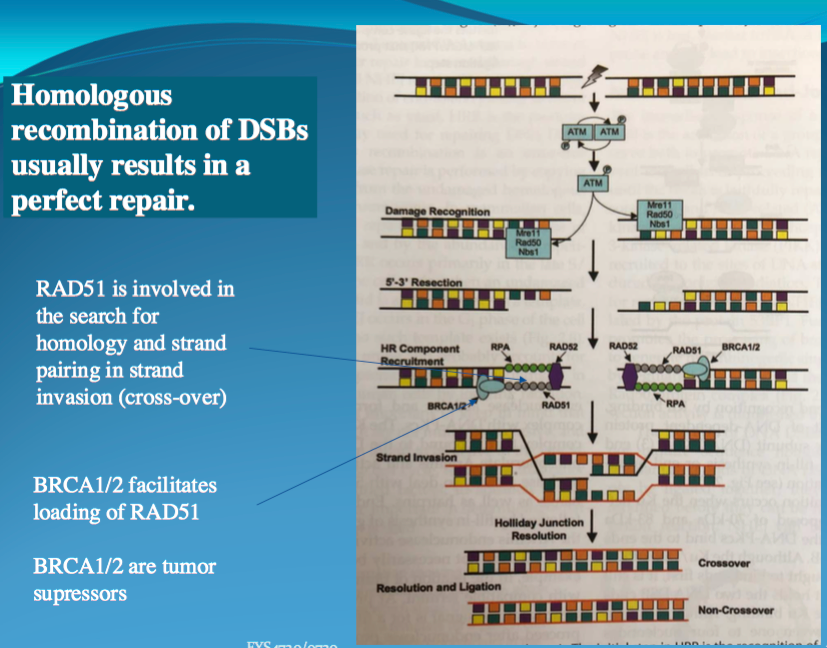 Homologous
recombination of DSBs
usually results in a
perfect repair.
RAD51 is involved in
the search for
homology and strand
pairing in strand
invasion (cross-over)
BRCA1/2 facilitates
loading of RAD51
BRCA1/2 are tumor
supressors
P
ATM ATM
P
P
ATM
Damage Recognition
Mre11
Rad50
Nbs1
Mre11
Rad50
Nbs1
5'-3' Resection
HR Component
Recruitment
RPA
RAD52
RAD52
RAD51
BRCA1/2
BRCA1/2
RAD51
RPA
Strand Invasion
Holliday Junction
Resolution
Crossover
Resolution and Ligation
Non-Crossover